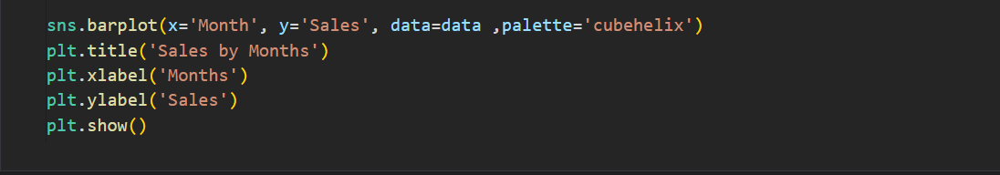 sns.barplot(x='Month', y='Sales', data=data ,palette='cubehelix')
plt.title('Sales by Months')
plt.xlabel('Months')
plt.ylabel('Sales')
plt.show()